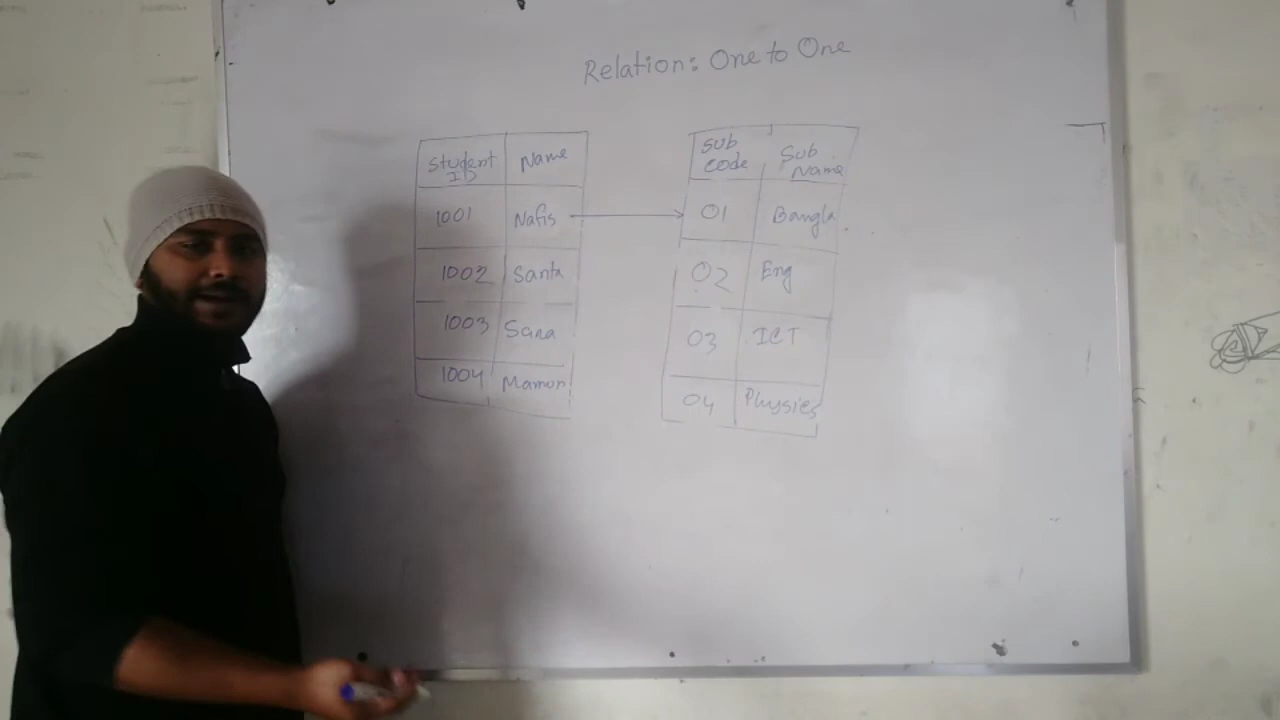 Relation: One to One
Student ID Name
1001 Nafis
1002 Santa
1003 Sara
1004 Mamun
Sub code Sub Name
01 Bangla
02 Eng
03 ICT
04 Physics